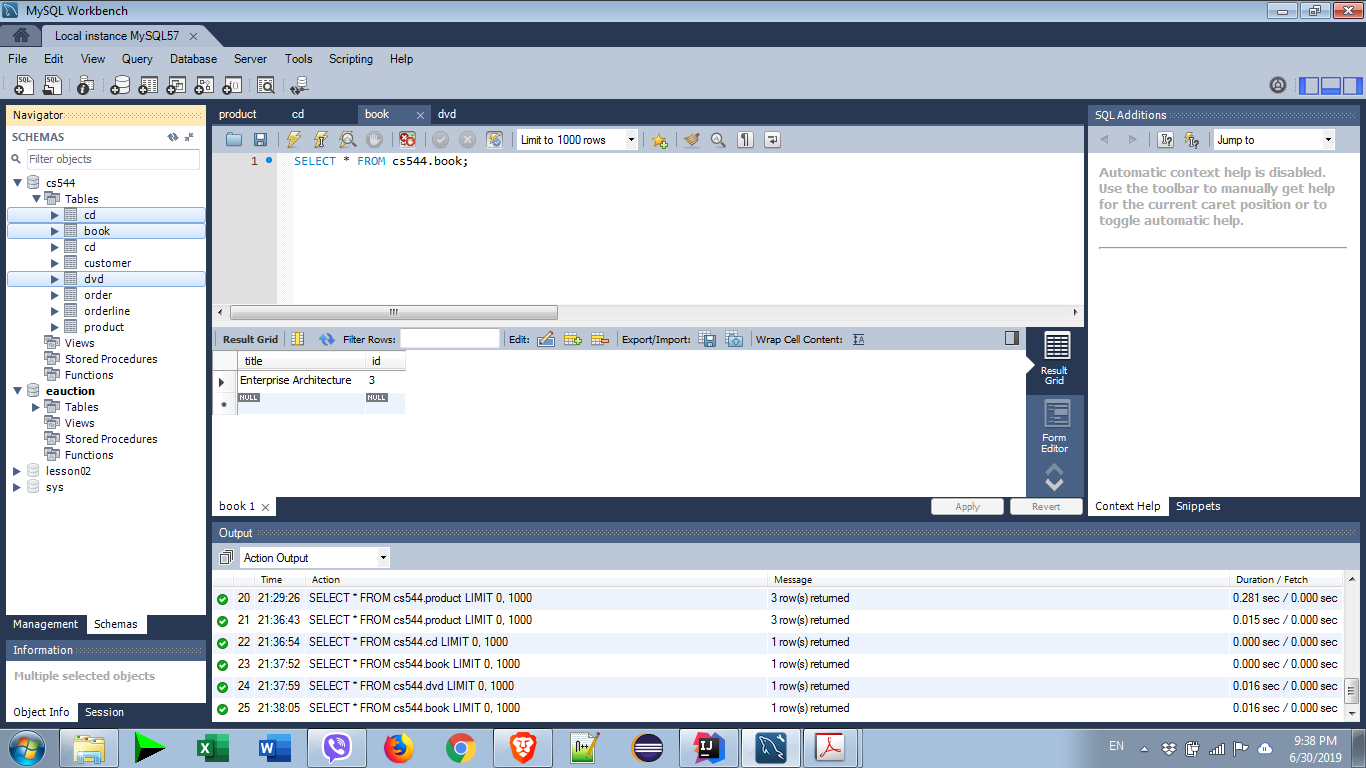 MySQL Workbench
Local instance MySQL57
File Edit View Query Database Server Tools Scripting Help
Navigator
SCHEMAS
Filter objects
cs544
Tables
cd
book
cd
customer
dvd
order
orderline
product
Views
Stored Procedures
Functions
eauction
Tables
Views
Stored Procedures
Functions
lesson02
sys
Management Schemas
Information
Multiple selected objects
Object Info Session
product cd book dvd
Limit to 1000 rows
1 SELECT * FROM cs544.book;
Result Grid Filter Rows: Edit: Export/Import: Wrap Cell Content:
title id
Enterprise Architecture 3
NULL NULL
Result
Grid
Form
Editor
book 1 Apply Revert
SQL Additions
Jump to
Automatic context help is disabled.
Use the toolbar to manually get help
for the current caret position or to
toggle automatic help.
Context Help Snippets
Output
Action Output
Time Action Message Duration / Fetch
20 21:29:26 SELECT * FROM cs544.product LIMIT 0, 1000 3 row(s) returned 0.281 sec / 0.000 sec
21 21:36:43 SELECT * FROM cs544.product LIMIT 0, 1000 3 row(s) returned 0.015 sec / 0.000 sec
22 21:36:54 SELECT * FROM cs544.cd LIMIT 0, 1000 1 row(s) returned 0.000 sec / 0.000 sec
23 21:37:52 SELECT * FROM cs544.book LIMIT 0, 1000 1 row(s) returned 0.000 sec / 0.000 sec
24 21:37:59 SELECT * FROM cs544.dvd LIMIT 0, 1000 1 row(s) returned 0.016 sec / 0.000 sec
25 21:38:05 SELECT * FROM cs544.book LIMIT 0, 1000 1 row(s) returned 0.016 sec / 0.000 sec
EN
9:38 PM
6/30/2019